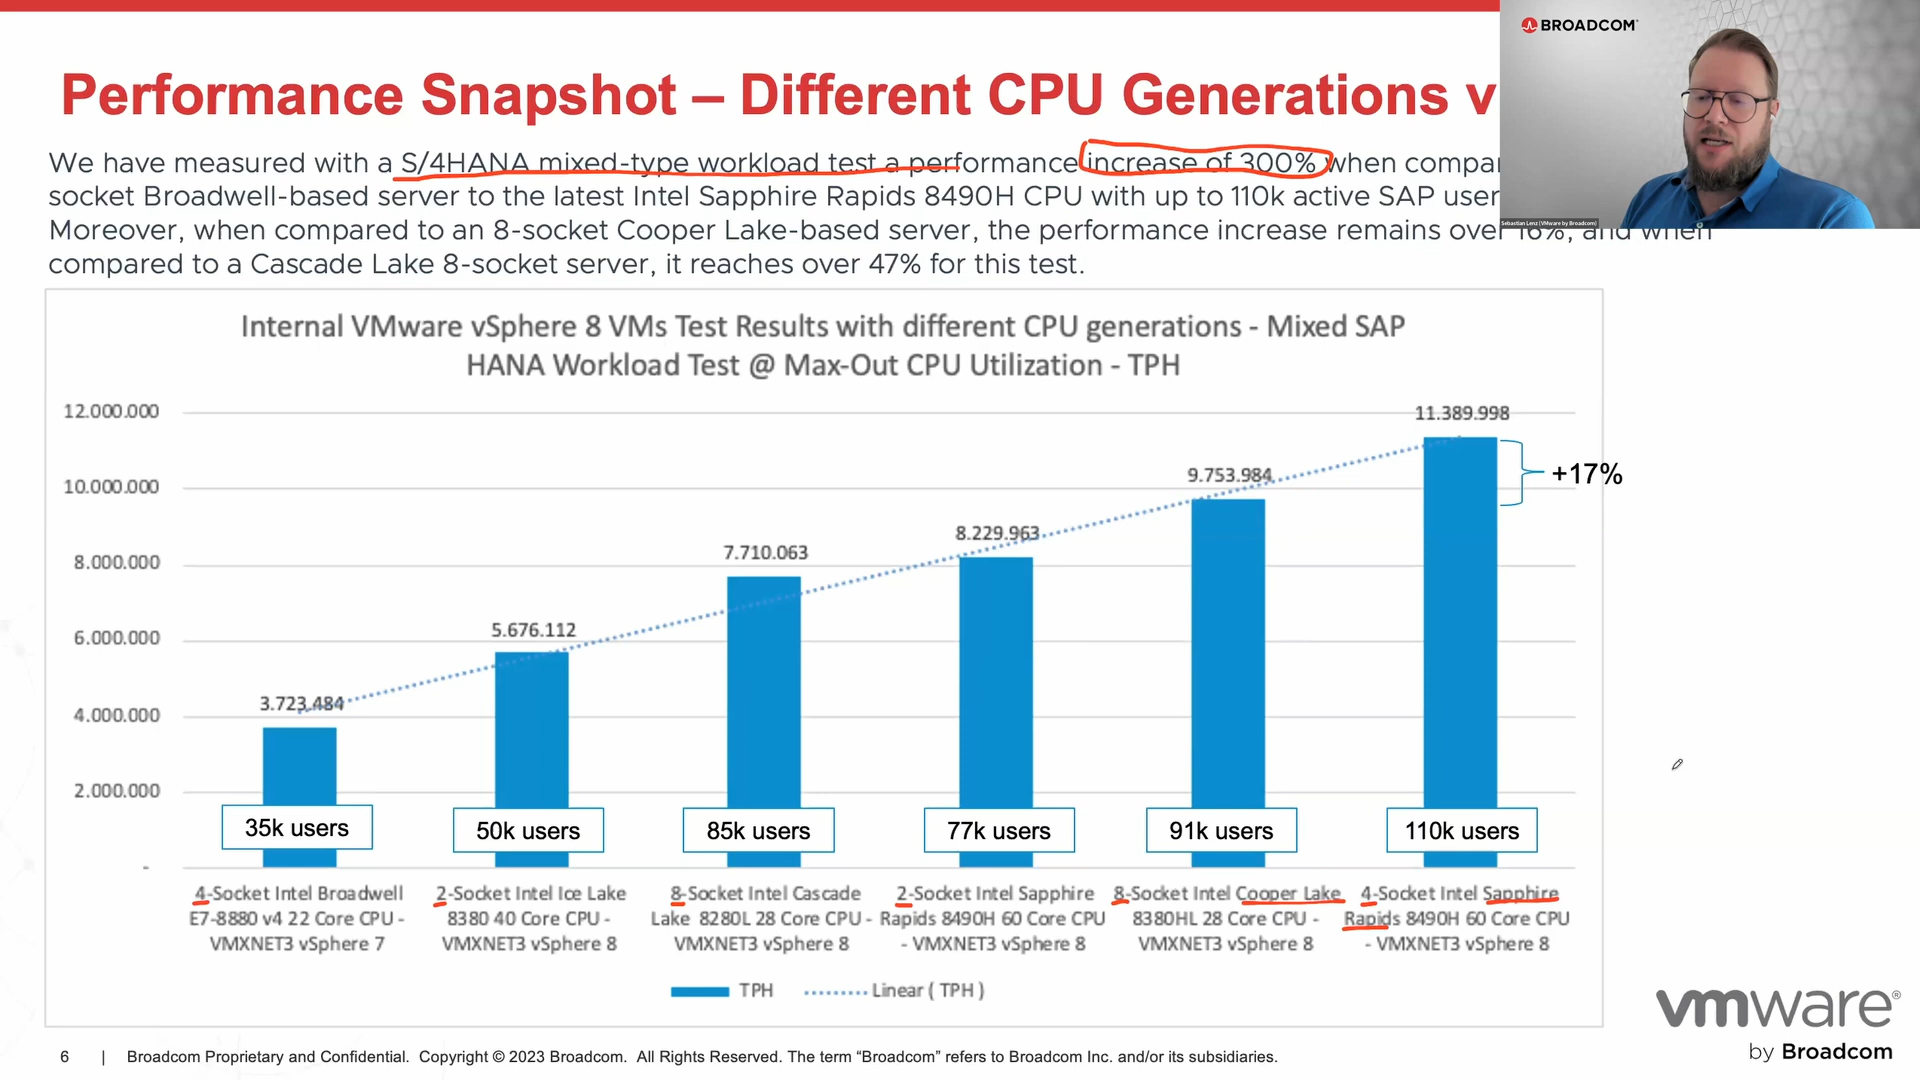 BROADCOM
Performance Snapshot – Different CPU Generations v
We have measured with a S/4HANA mixed-type workload test a performance increase of 300% when compar
socket Broadwell-based server to the latest Intel Sapphire Rapids 8490H CPU with up to 110k active SAP user
Moreover, when compared to an 8-socket Cooper Lake-based server, the performance increase remains over 16%, and when
compared to a Cascade Lake 8-socket server, it reaches over 47% for this test.
Sebastian Lenz (VMware by Broadcom)
Internal VMware vSphere 8 VMs Test Results with different CPU generations - Mixed SAP
HANA Workload Test @ Max-Out CPU Utilization - TPH
12.000.000
10.000.000
8.000.000
6.000.000
4.000.000
2.000.000
-
3.723.484
5.676.112
7.710.063
8.229.963
9.753.984
11.389.998
+17%
35k users
50k users
85k users
77k users
91k users
110k users
4-Socket Intel Broadwell
E7-8880 v4 22 Core CPU -
VMXNET3 vSphere 7
2-Socket Intel Ice Lake
8380 40 Core CPU -
VMXNET3 vSphere 8
8-Socket Intel Cascade
Lake 8280L 28 Core CPU -
VMXNET3 vSphere 8
2-Socket Intel Sapphire
Rapids 8490H 60 Core CPU
- VMXNET3 vSphere 8
8-Socket Intel Cooper Lake
8380HL 28 Core CPU -
VMXNET3 vSphere 8
4-Socket Intel Sapphire
Rapids 8490H 60 Core CPU
- VMXNET3 vSphere 8
TPH
Linear ( TPH )
vmware®
by Broadcom
6 | Broadcom Proprietary and Confidential. Copyright © 2023 Broadcom. All Rights Reserved. The term “Broadcom” refers to Broadcom Inc. and/or its subsidiaries.